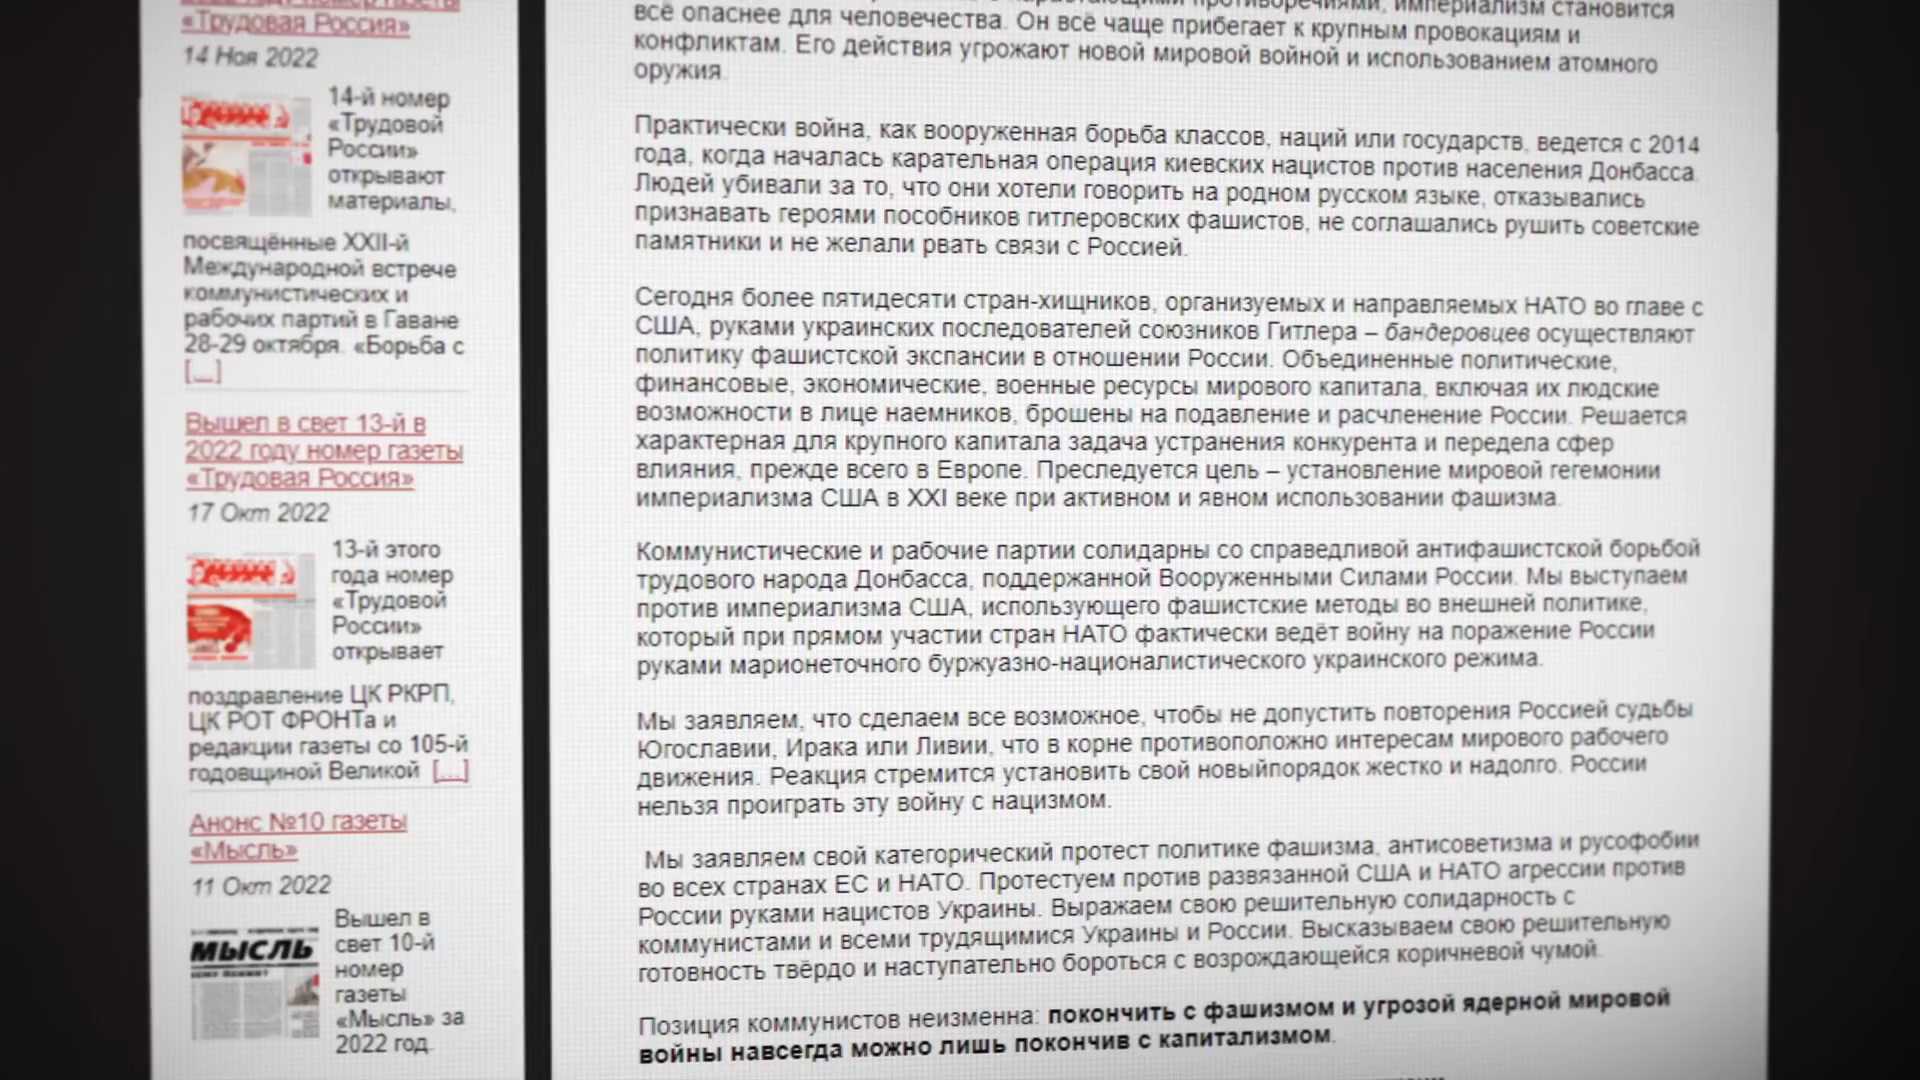 2022 году номер газеты
«Трудовая Россия»
14 Ноя 2022
14-й номер
«Трудовой
России»
открывают
материалы,
посвящённые XXII-й
Международной встрече
коммунистических и
рабочих партий в Гаване
28-29 октября. «Борьба с
[...]
Вышел в свет 13-й в
2022 году номер газеты
«Трудовая Россия»
17 Окт 2022
13-й этого
года номер
«Трудовой
России»
открывает
поздравление ЦК РКРП,
ЦК РОТ ФРОНТа и
редакции газеты со 105-й
годовщиной Великой [...]
Анонс №10 газеты
«Мысль»
11 Окт 2022
МЫСЛЬ
Вышел в
свет 10-й
номер
газеты
«Мысль» за
2022 год.
с нарастающими противоречиями, империализм становится
всё опаснее для человечества. Он всё чаще прибегает к крупным провокациям и
конфликтам. Его действия угрожают новой мировой войной и использованием атомного
оружия.
Практически война, как вооруженная борьба классов, наций или государств, ведется с 2014
года, когда началась карательная операция киевских нацистов против населения Донбасса.
Людей убивали за то, что они хотели говорить на родном русском языке, отказывались
признавать героями пособников гитлеровских фашистов, не соглашались рушить советские
памятники и не желали рвать связи с Россией.
Сегодня более пятидесяти стран-хищников, организуемых и направляемых НАТО во главе с
США, руками украинских последователей союзников Гитлера – бандеровцев осуществляют
политику фашистской экспансии в отношении России. Объединенные политические,
финансовые, экономические, военные ресурсы мирового капитала, включая их людские
возможности в лице наемников, брошены на подавление и расчленение России. Решается
характерная для крупного капитала задача устранения конкурента и передела сфер
влияния, прежде всего в Европе. Преследуется цель – установление мировой гегемонии
империализма США в XXI веке при активном и явном использовании фашизма.
Коммунистические и рабочие партии солидарны со справедливой антифашистской борьбой
трудового народа Донбасса, поддержанной Вооруженными Силами России. Мы выступаем
против империализма США, использующего фашистские методы во внешней политике,
который при прямом участии стран НАТО фактически ведёт войну на поражение России
руками марионеточного буржуазно-националистического украинского режима.
Мы заявляем, что сделаем все возможное, чтобы не допустить повторения Россией судьбы
Югославии, Ирака или Ливии, что в корне противоположно интересам мирового рабочего
движения. Реакция стремится установить свой новыйпорядок жестко и надолго. России
нельзя проиграть эту войну с нацизмом.
Мы заявляем свой категорический протест политике фашизма, антисоветизма и русофобии
во всех странах ЕС и НАТО. Протестуем против развязанной США и НАТО агрессии против
России руками нацистов Украины. Выражаем свою решительную солидарность с
коммунистами и всеми трудящимися Украины и России. Высказываем свою решительную
готовность твёрдо и наступательно бороться с возрождающейся коричневой чумой.
Позиция коммунистов неизменна: покончить с фашизмом и угрозой ядерной мировой
войны навсегда можно лишь покончив с капитализмом.